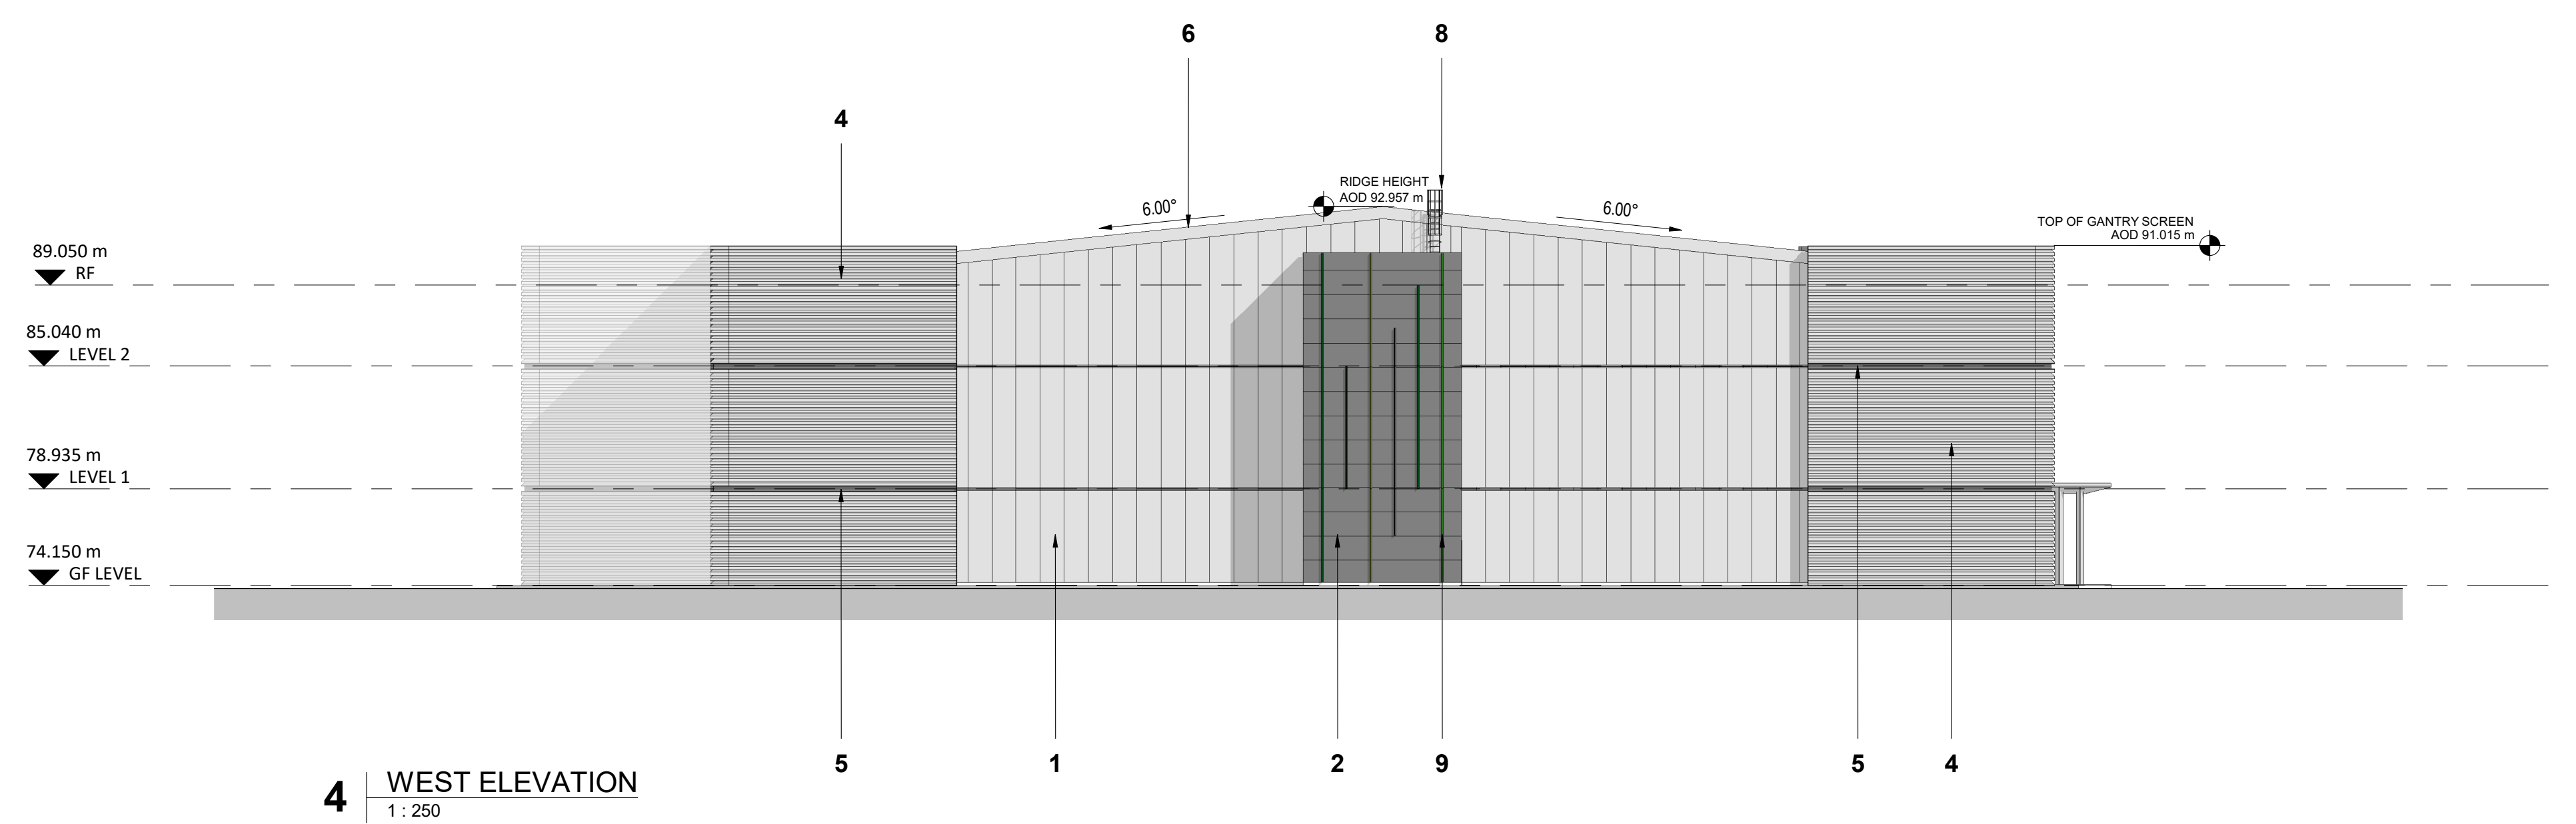 6
8
4
RIDGE HEIGHT
AOD 92.957 m
6.00°
6.00°
TOP OF GANTRY SCREEN
AOD 91.015 m
89.050 m
RF
85.040 m
LEVEL 2
78.935 m
LEVEL 1
74.150 m
GF LEVEL
5
1
2
9
5
4
4
WEST ELEVATION
1 : 250